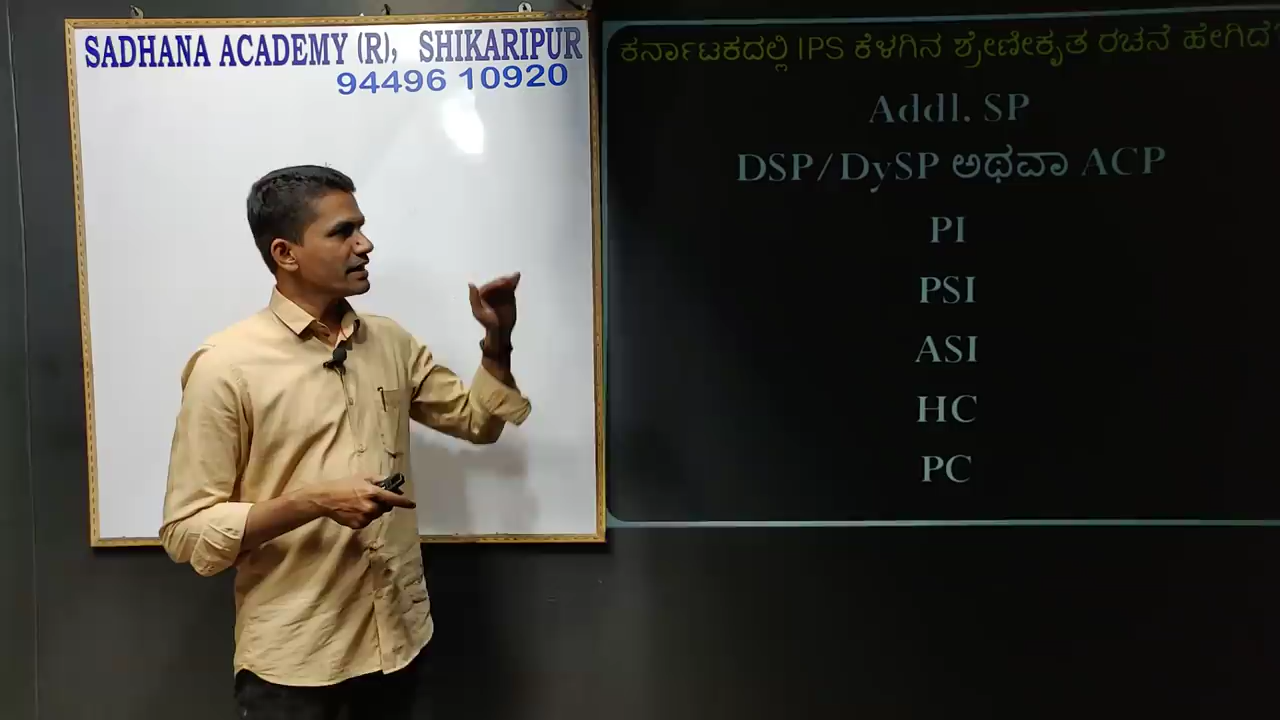 SADHANA ACADEMY (R), SHIKARIPUR
94496 10920
ಕರ್ನಾಟಕದಲ್ಲಿ IPS ಕೆಳಗಿನ ಶ್ರೇಣೀಕೃತ ರಚನೆ
Addl. SP
DSP/DySP ಅಥವಾ ACP
PI
PSI
ASI
HC
PC